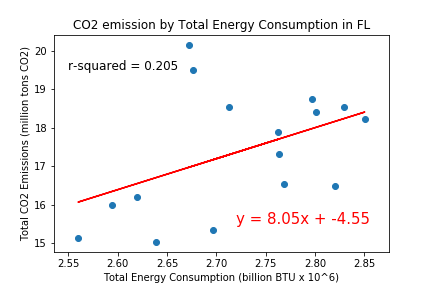 CO2 emission by Total Energy Consumption in FL
Total CO2 Emissions (million tons CO2)
20
19
18
17
16
15
r-squared = 0.205
y = 8.05x + -4.55
2.55 2.60 2.65 2.70 2.75 2.80 2.85
Total Energy Consumption (billion BTU x 10^6)